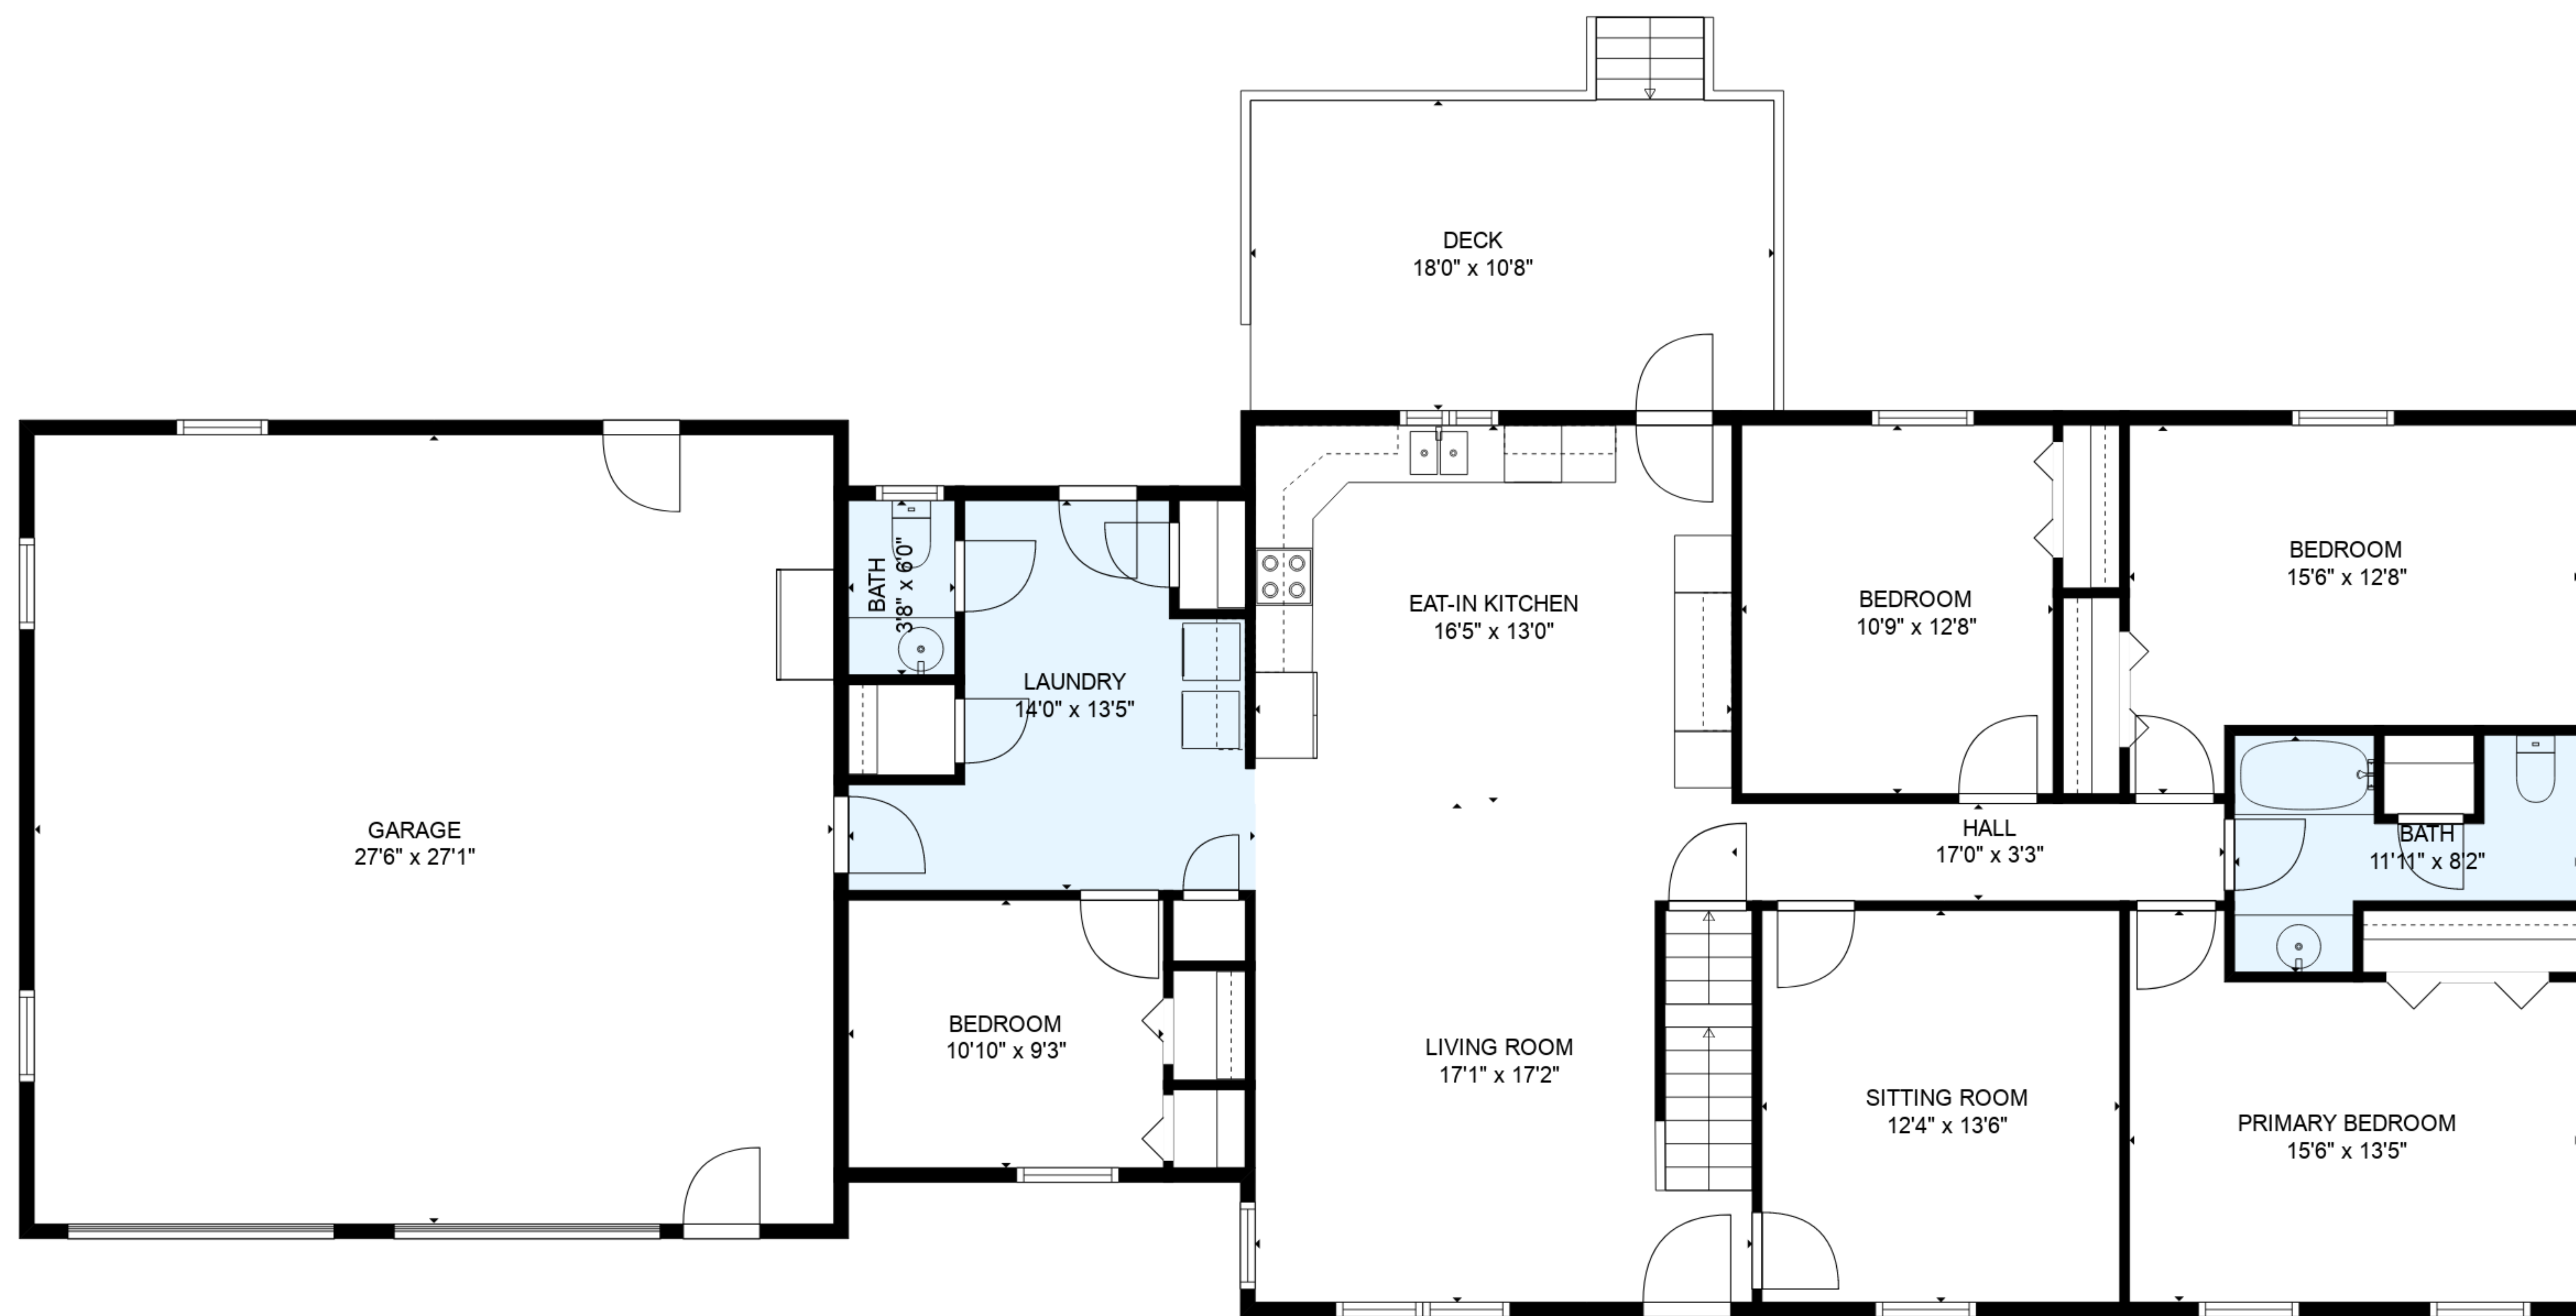 DECK
18'0" x 10'8"
BEDROOM
15'6" x 12'8"
EAT-IN KITCHEN
16'5" x 13'0"
BEDROOM
10'9" x 12'8"
BATH
3'8" x 6'0"
LAUNDRY
14'0" x 13'5"
GARAGE
27'6" x 27'1"
HALL
17'0" x 3'3"
BATH
11'11" x 8'2"
BEDROOM
10'10" x 9'3"
LIVING ROOM
17'1" x 17'2"
SITTING ROOM
12'4" x 13'6"
PRIMARY BEDROOM
15'6" x 13'5"